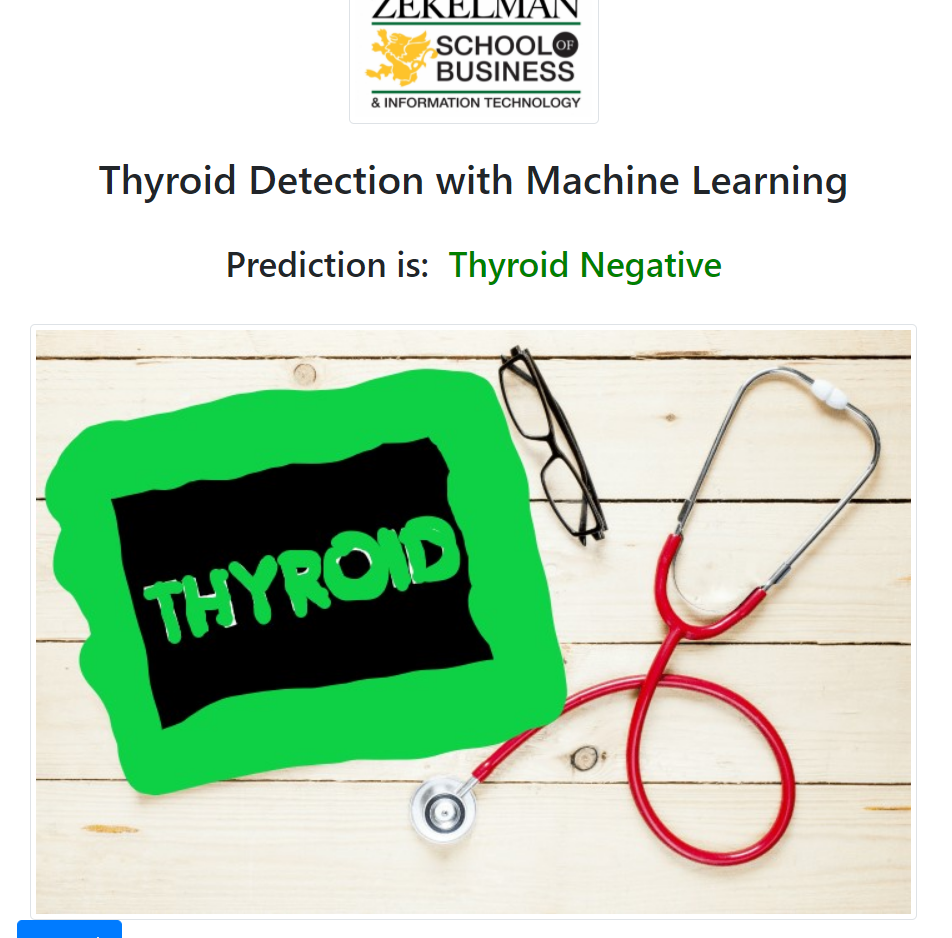 ZEKELMAN
SCHOOL OF
BUSINESS
& INFORMATION TECHNOLOGY
Thyroid Detection with Machine Learning
Prediction is: Thyroid Negative
THYROID